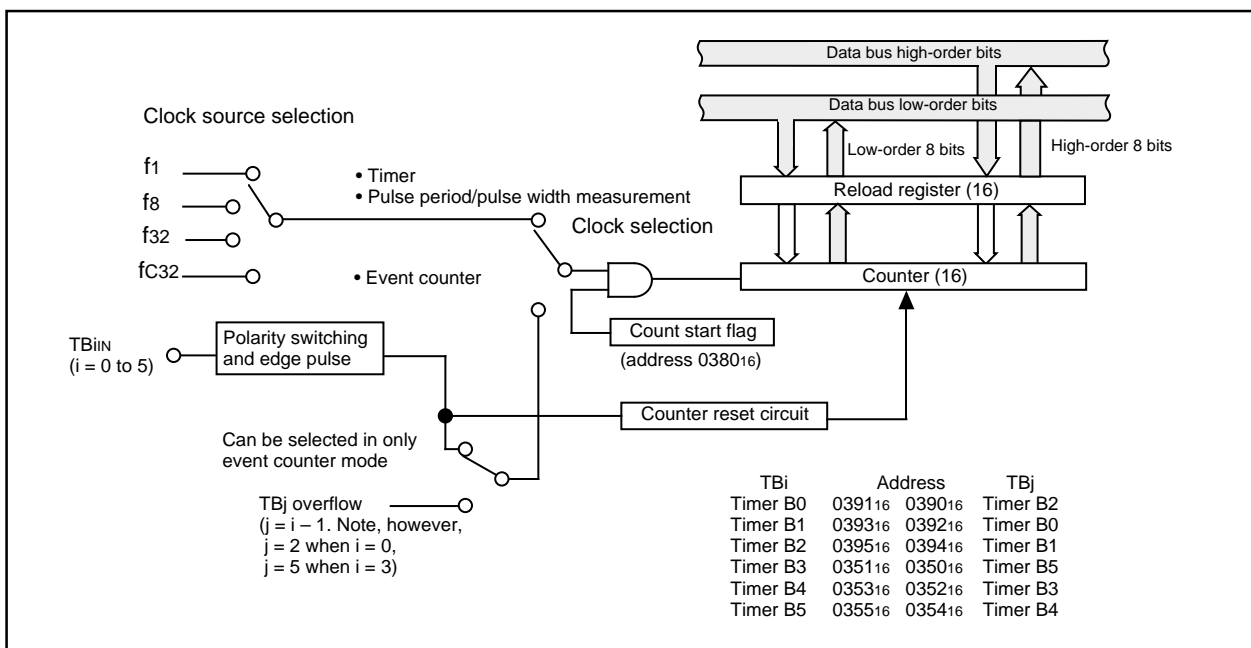 Data bus high-order bits
Data bus low-order bits
Clock source selection
Low-order 8 bits
High-order 8 bits
f1
• Timer
• Pulse period/pulse width measurement
Reload register (16)
f8
Clock selection
f32
fC32
• Event counter
Counter (16)
TBiIN
(i = 0 to 5)
Polarity switching
and edge pulse
Count start flag
(address 038016)
Counter reset circuit
Can be selected in only
event counter mode
TBj overflow
(j = i – 1. Note, however,
j = 2 when i = 0,
j = 5 when i = 3)
TBi Address TBj
Timer B0 039116 039016 Timer B2
Timer B1 039316 039216 Timer B0
Timer B2 039516 039416 Timer B1
Timer B3 035116 035016 Timer B5
Timer B4 035316 035216 Timer B3
Timer B5 035516 035416 Timer B4